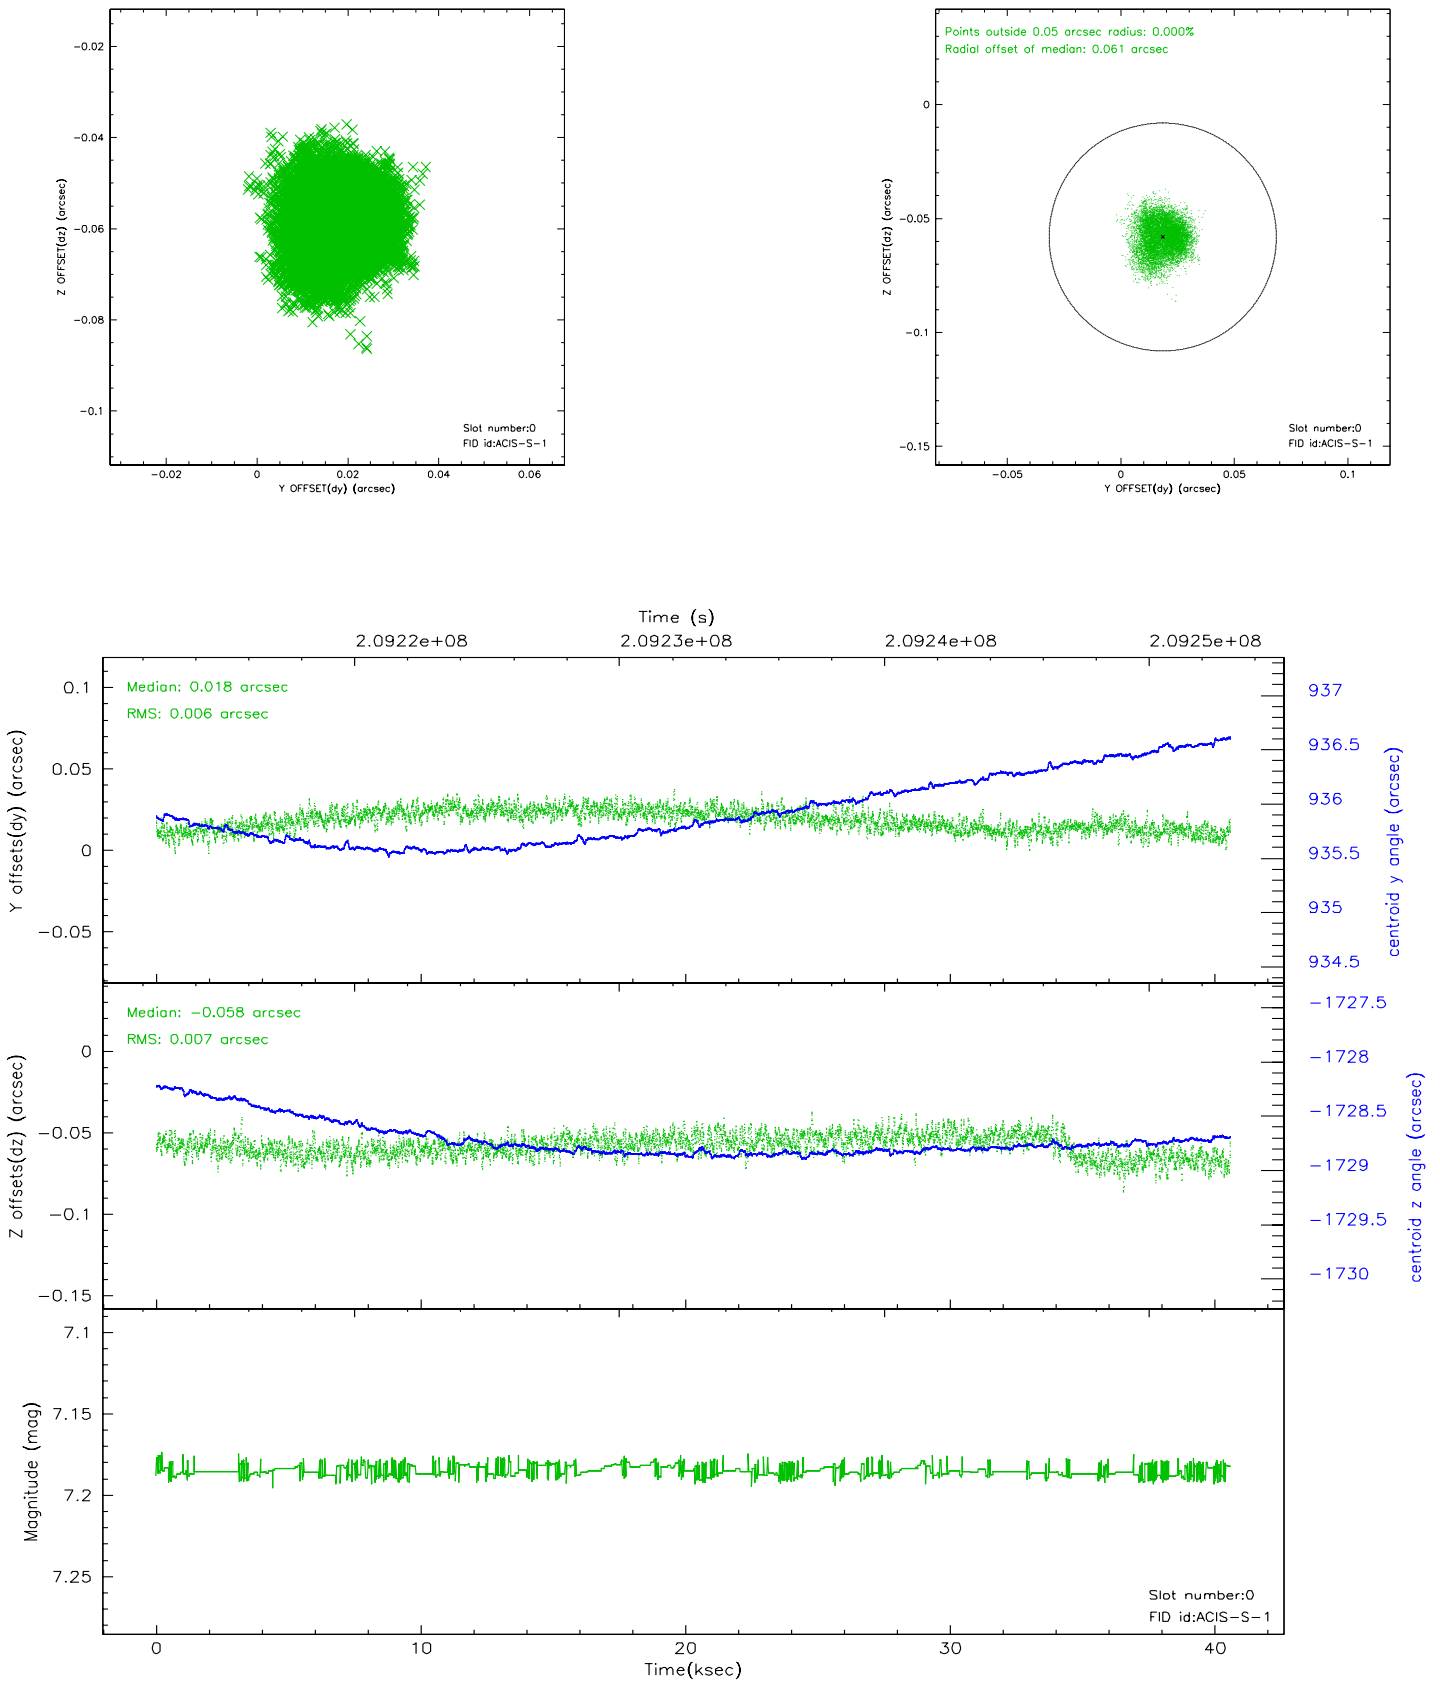 -0.02
-0.04
-0.06
-0.08
-0.1
Z OFFSET(dz) (arcsec)
Slot number:0
FID id:ACIS-S-1
-0.02 0 0.02 0.04 0.06
Y OFFSET(dy) (arcsec)
Points outside 0.05 arcsec radius: 0.000%
Radial offset of median: 0.061 arcsec
0
-0.05
-0.1
-0.15
Z OFFSET(dz) (arcsec)
Slot number:0
FID id:ACIS-S-1
-0.05 0 0.05 0.1
Y OFFSET(dy) (arcsec)
Time (s)
2.0922e+08 2.0923e+08 2.0924e+08 2.0925e+08
Median: 0.018 arcsec
RMS: 0.006 arcsec
0.1
0.05
0
-0.05
Y offsets(dy) (arcsec)
937
936.5
936
935.5
935
934.5
centroid y angle (arcsec)
Median: -0.058 arcsec
RMS: 0.007 arcsec
0
-0.05
-0.1
-0.15
Z offsets(dz) (arcsec)
-1727.5
-1728
-1728.5
-1729
-1729.5
-1730
centroid z angle (arcsec)
7.1
7.15
7.2
7.25
Magnitude (mag)
Slot number:0
FID id:ACIS-S-1
0 10 20 30 40
Time(ksec)